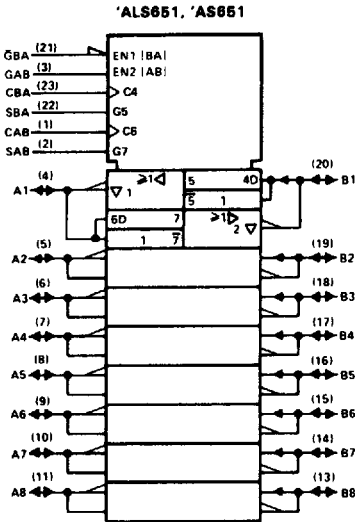 'ALS651, 'AS651
G̅BA (21) EN1 [BA]
GAB (3) EN2 [AB]
CBA (23) C4
SBA (22) G5
CAB (1) C6
SAB (2) G7
A1 (4) ≥1 ▽ 1 5 4D 5̅ 1 (20) B1
6D 7 1 7̅ ≥1 2 ▽
A2 (5) (19) B2
A3 (6) (18) B3
A4 (7) (17) B4
A5 (8) (16) B5
A6 (9) (15) B6
A7 (10) (14) B7
A8 (11) (13) B8